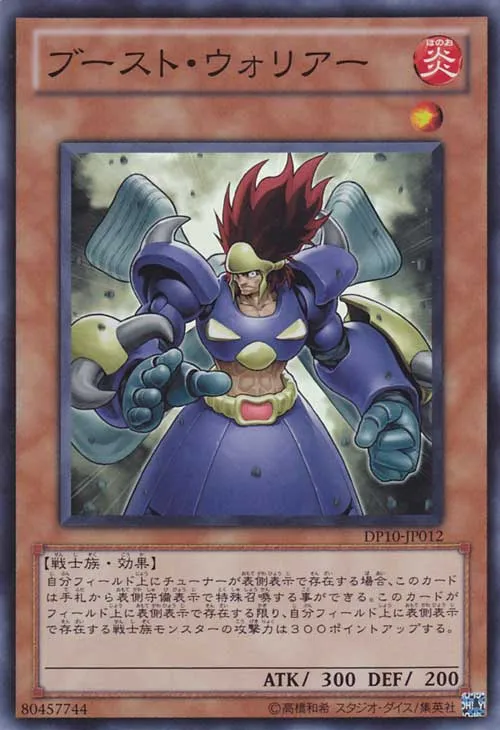 ブースト・ウォリアー
ほのお
炎
DP10-JP012
【戦士族・効果】
自分フィールド上にチューナーが表側表示で存在する場合、このカード
は手札から表側守備表示で特殊召喚する事ができる。このカードが
フィールド上に表側表示で存在する限り、自分フィールド上に表側表示
で存在する戦士族モンスターの攻撃力は300ポイントアップする。
ATK/ 300 DEF/ 200
80457744
©高橋和希 スタジオ・ダイス/集英社